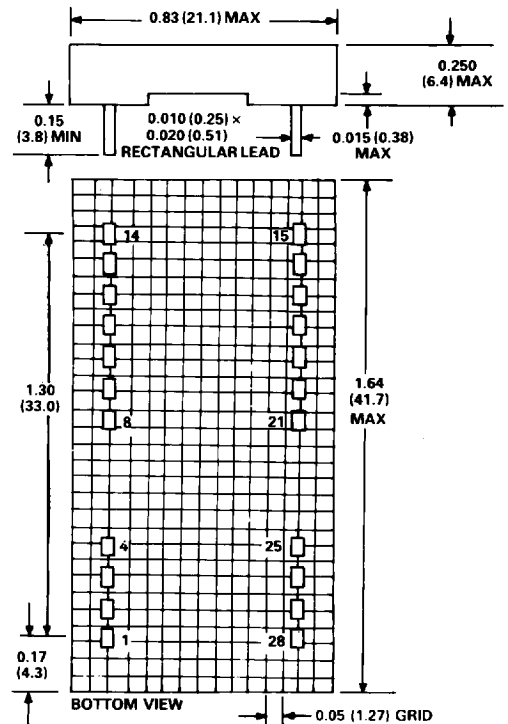 0.83 (21.1) MAX
0.250
(6.4) MAX
0.15
(3.8) MIN
0.010 (0.25) ×
0.020 (0.51)
RECTANGULAR LEAD
0.015 (0.38)
MAX
14
15
1.30
(33.0)
1.64
(41.7)
MAX
8
21
4
25
1
28
0.17
(4.3)
BOTTOM VIEW
0.05 (1.27) GRID